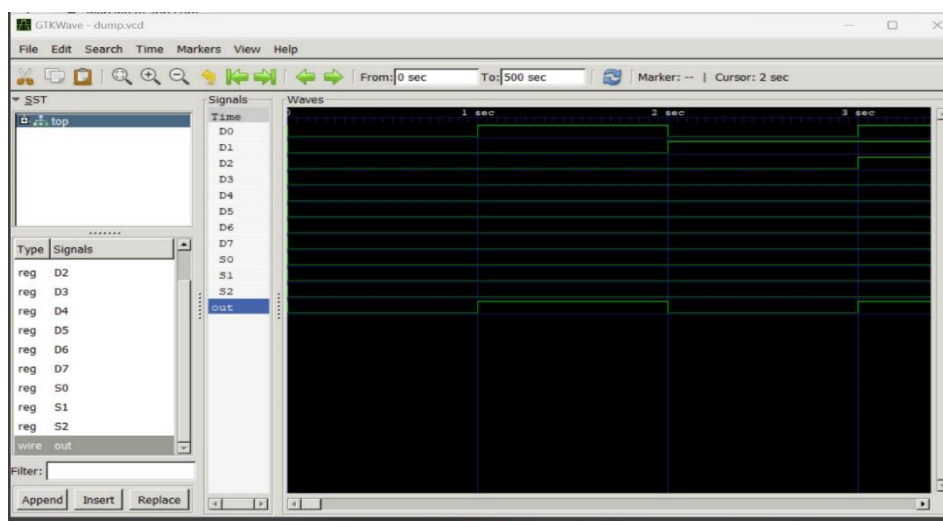 GTKWave - dump.vcd
File Edit Search Time Markers View Help
From: 0 sec To: 500 sec Marker: -- | Cursor: 2 sec
SST
top
Type Signals
reg D2
reg D3
reg D4
reg D5
reg D6
reg D7
reg S0
reg S1
reg S2
wire out
Filter:
Append Insert Replace
Signals
Time
D0
D1
D2
D3
D4
D5
D6
D7
S0
S1
S2
out
Waves
1 sec 2 sec 3 sec